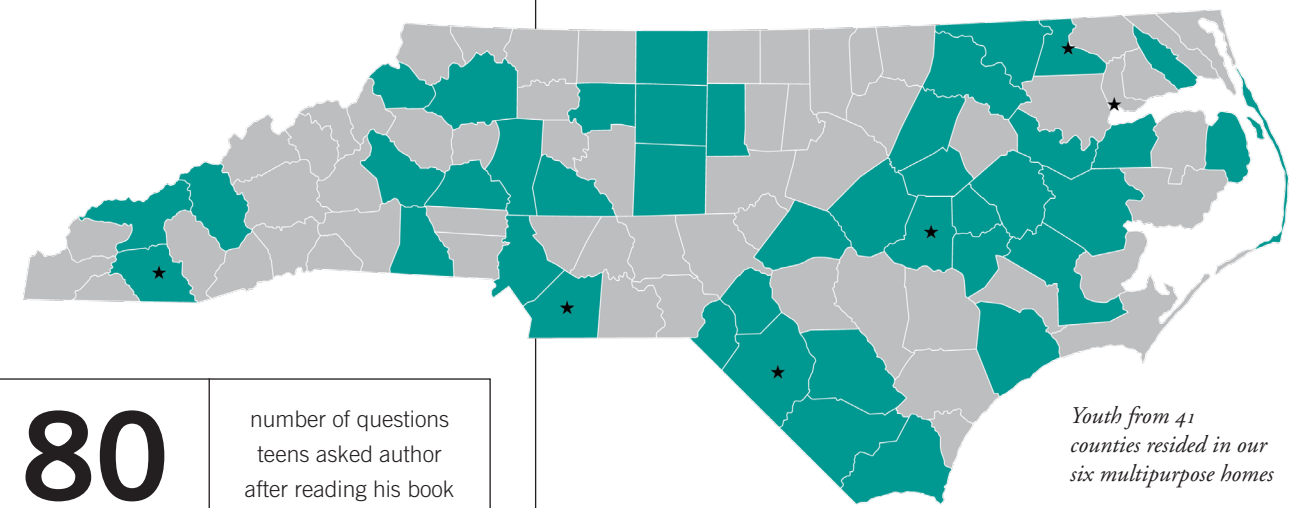 80
number of questions
teens asked author
after reading his book
Youth from 41
counties resided in our
six multipurpose homes